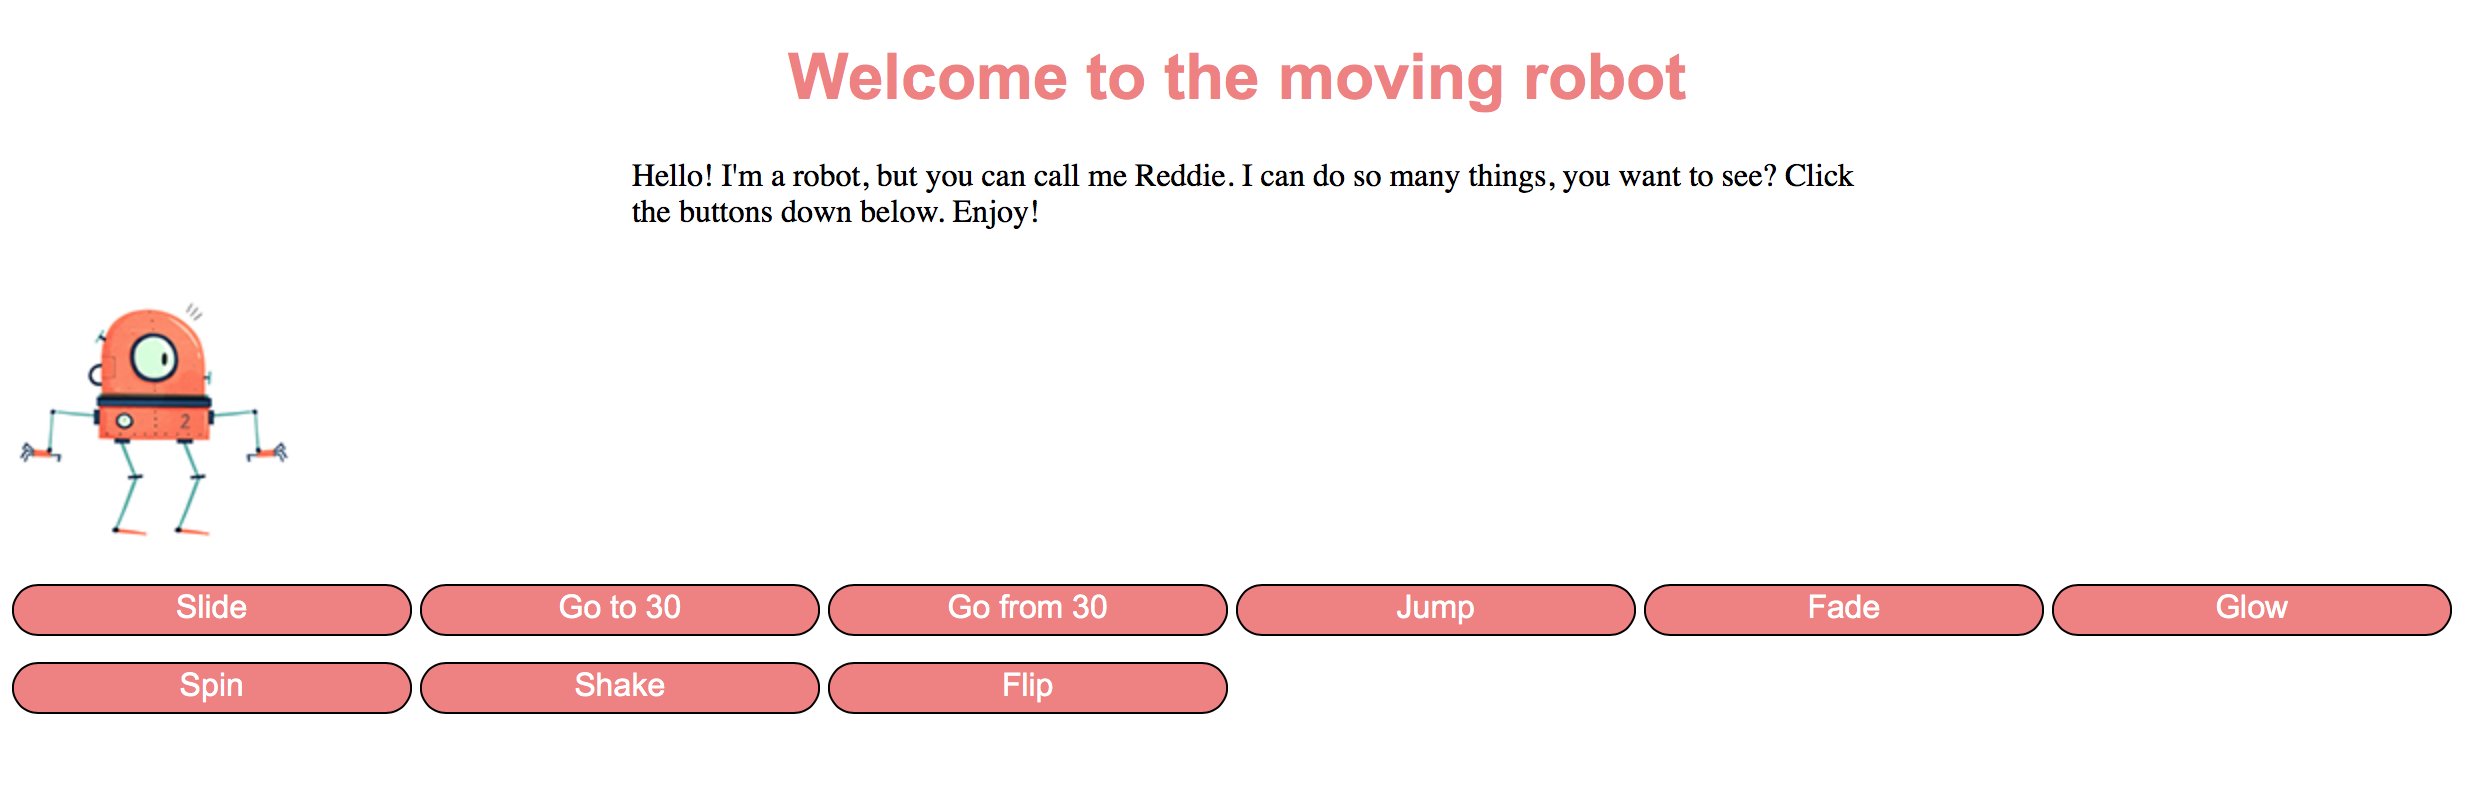 Welcome to the moving robot
Hello! I'm a robot, but you can call me Reddie. I can do so many things, you want to see? Click
the buttons down below. Enjoy!
2
Slide Go to 30 Go from 30 Jump Fade Glow
Spin Shake Flip